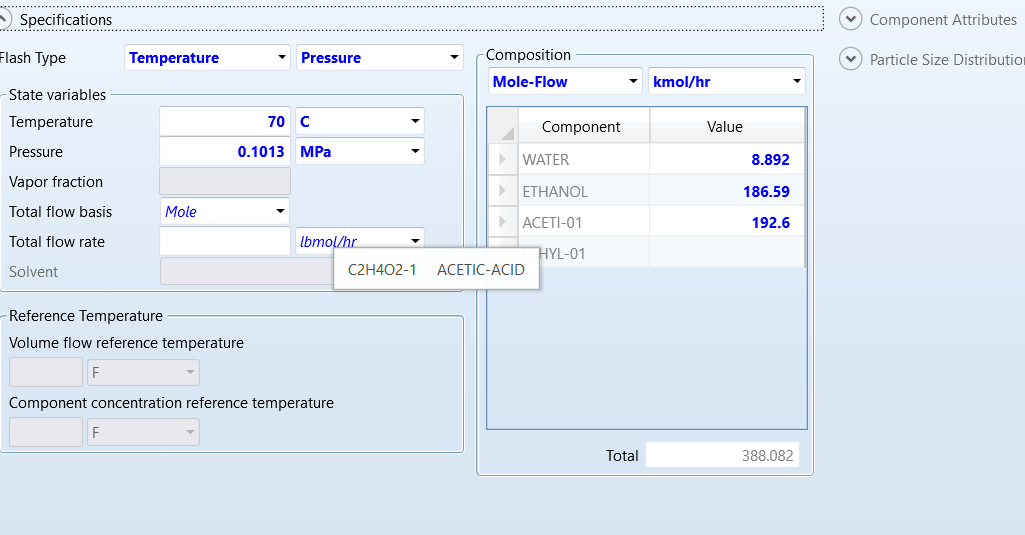 Specifications
Component Attributes
Flash Type Temperature Pressure
Particle Size Distribution
Composition
Mole-Flow kmol/hr
State variables
Temperature 70 C
Pressure 0.1013 MPa
Vapor fraction
Total flow basis Mole
Total flow rate lbmol/hr
Solvent
Component Value
WATER 8.892
ETHANOL 186.59
ACETI-01 192.6
HYL-01
C2H4O2-1 ACETIC-ACID
Reference Temperature
Volume flow reference temperature
F
Component concentration reference temperature
F
Total 388.082